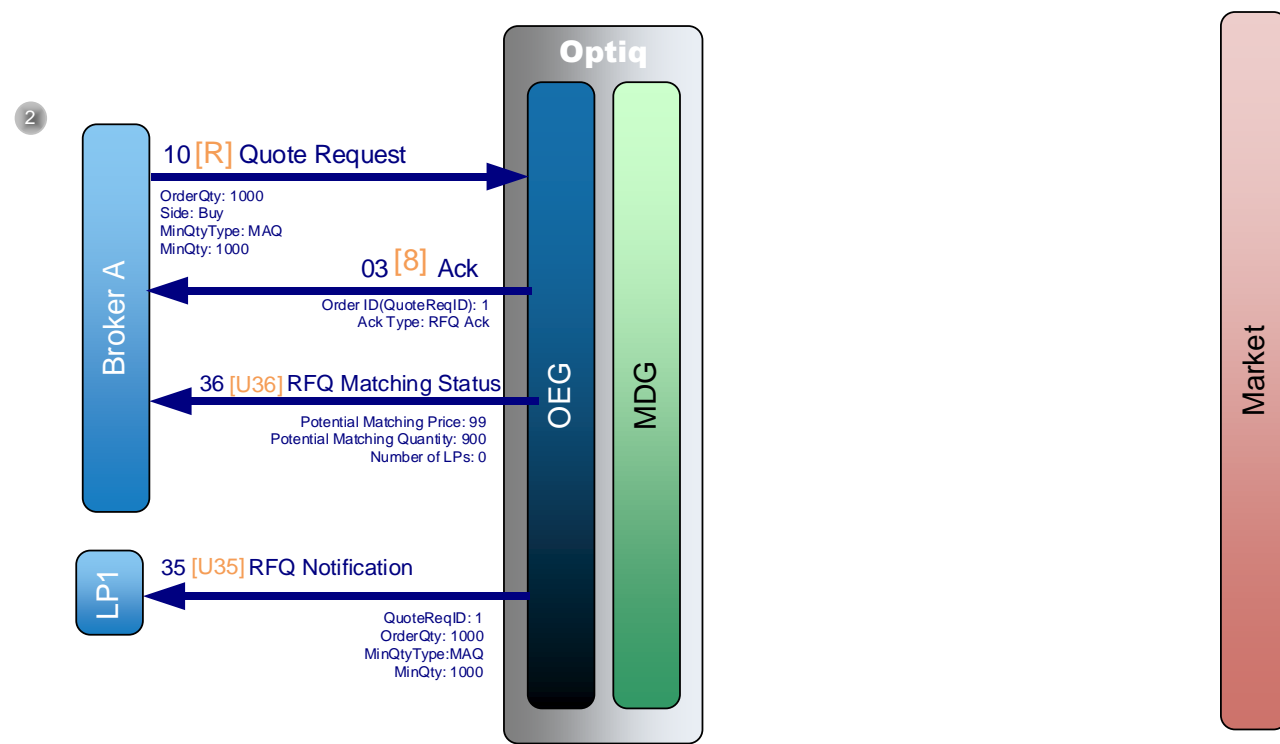 Optiq
2
10 [R] Quote Request
OrderQty: 1000
Side: Buy
MinQtyType: MAQ
MinQty: 1000
03 [8] Ack
Order ID(QuoteReqID): 1
Ack Type: RFQ Ack
Broker A
36 [U36] RFQ Matching Status
Potential Matching Price: 99
Potential Matching Quantity: 900
Number of LPs: 0
OEG
MDG
Market
LP1
35 [U35] RFQ Notification
QuoteReqID: 1
OrderQty: 1000
MinQtyType:MAQ
MinQty: 1000